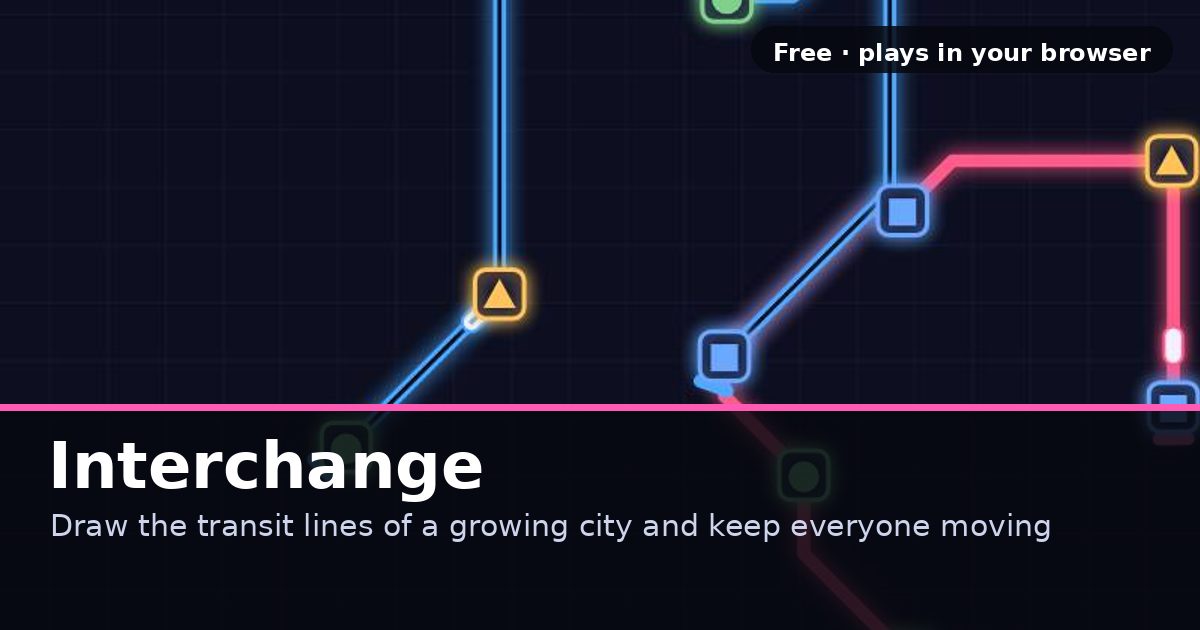 Free · plays in your browser
Interchange
Draw the transit lines of a growing city and keep everyone moving